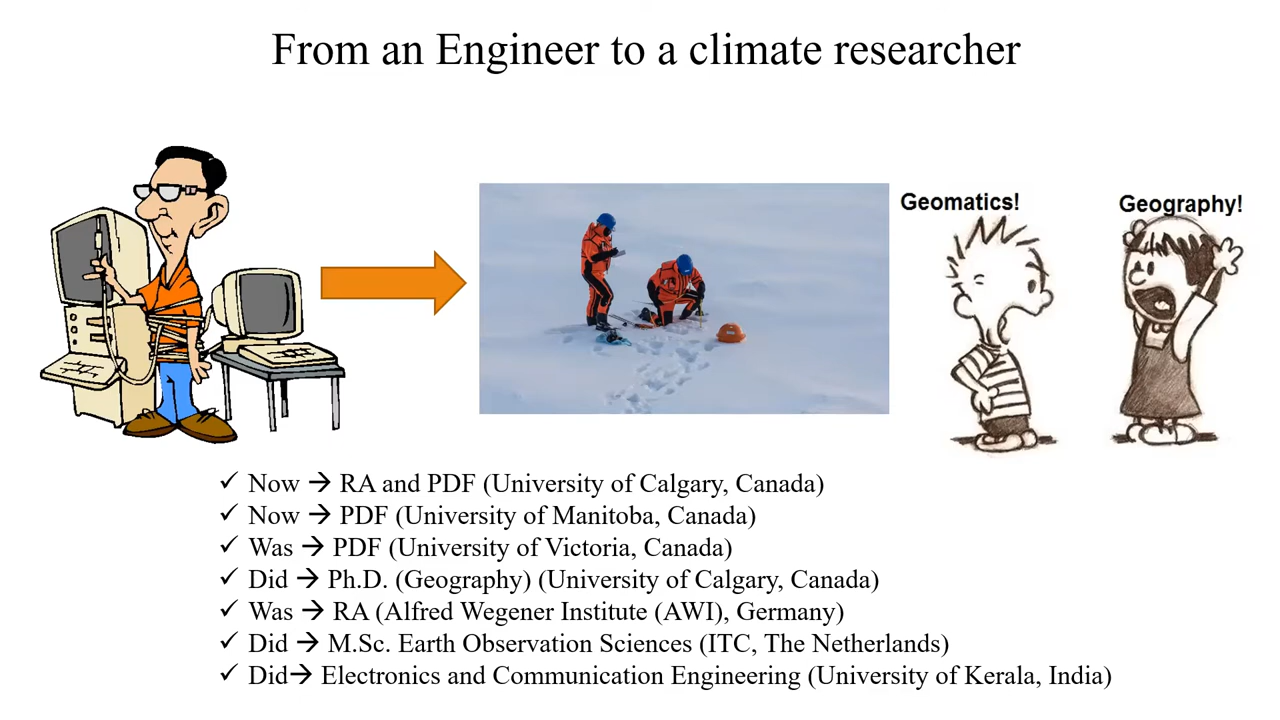 From an Engineer to a climate researcher
Geomatics!
Geography!
✓ Now → RA and PDF (University of Calgary, Canada)
✓ Now → PDF (University of Manitoba, Canada)
✓ Was → PDF (University of Victoria, Canada)
✓ Did → Ph.D. (Geography) (University of Calgary, Canada)
✓ Was → RA (Alfred Wegener Institute (AWI), Germany)
✓ Did → M.Sc. Earth Observation Sciences (ITC, The Netherlands)
✓ Did→ Electronics and Communication Engineering (University of Kerala, India)